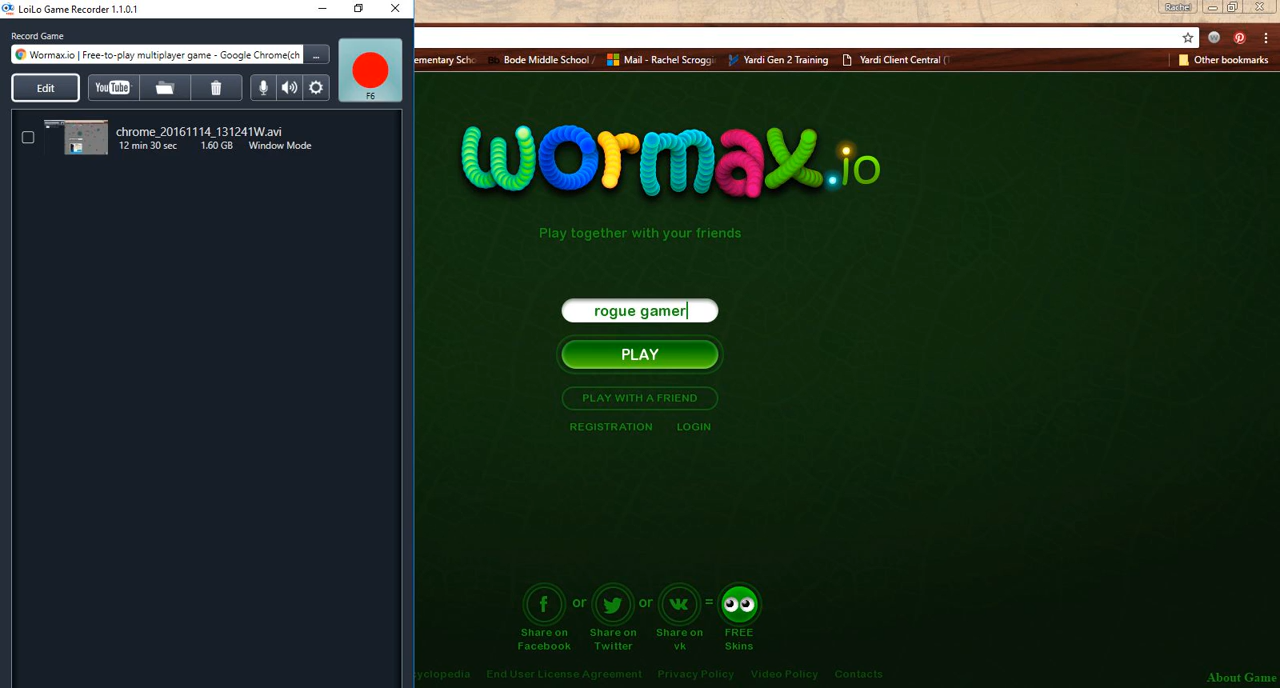 LoiLo Game Recorder 1.1.0.1
Record Game
Wormax.io | Free-to-play multiplayer game - Google Chrome(ch
...
Edit
YouTube
F6
chrome_20161114_131241W.avi
12 min 30 sec 1.60 GB Window Mode
Rachel
ementary Scho Bode Middle School / Mail - Rachel Scroggi Yardi Gen 2 Training Yardi Client Central (T Other bookmarks
wormax.io
Play together with your friends
rogue gamer
PLAY
PLAY WITH A FRIEND
REGISTRATION LOGIN
or or =
Share on Facebook
Share on Twitter
Share on vk
FREE Skins
yclopedia End User License Agreement Privacy Policy Video Policy Contacts
About Game